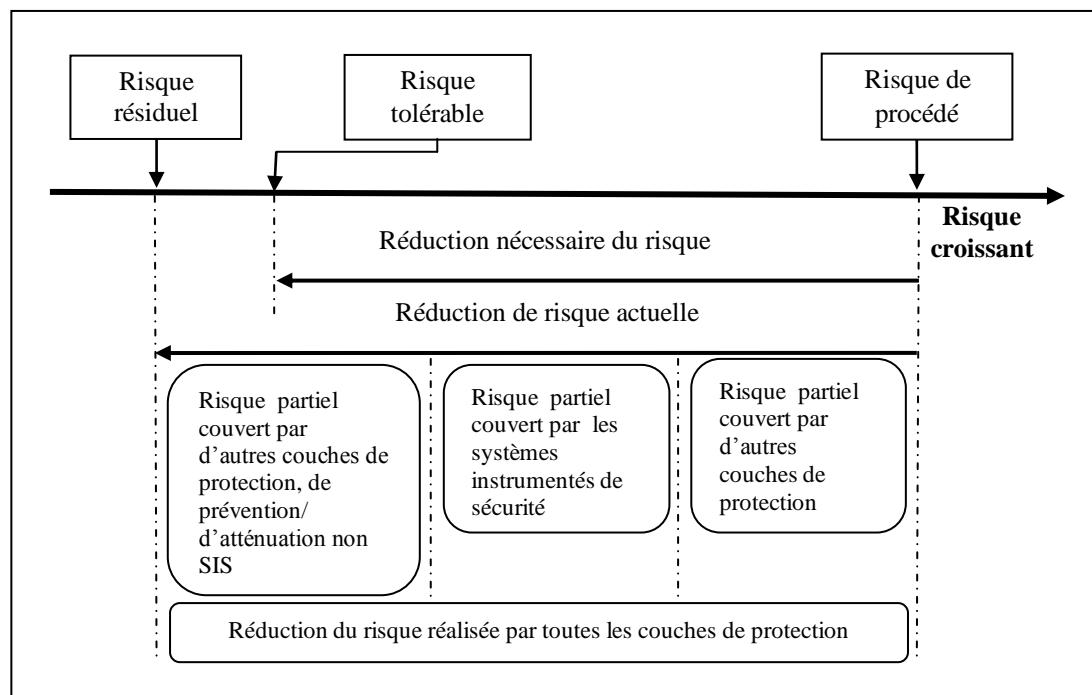 Risque
résiduel
Risque
tolérable
Risque de
procédé
Risque
croissant
Réduction nécessaire du risque
Réduction de risque actuelle
Risque partiel
couvert par
d'autres couches de
protection, de
prévention/
d'atténuation non
SIS
Risque partiel
couvert par les
systèmes
instrumentés de
sécurité
Risque partiel
couvert par
d'autres
couches de
protection
Réduction du risque réalisée par toutes les couches de protection